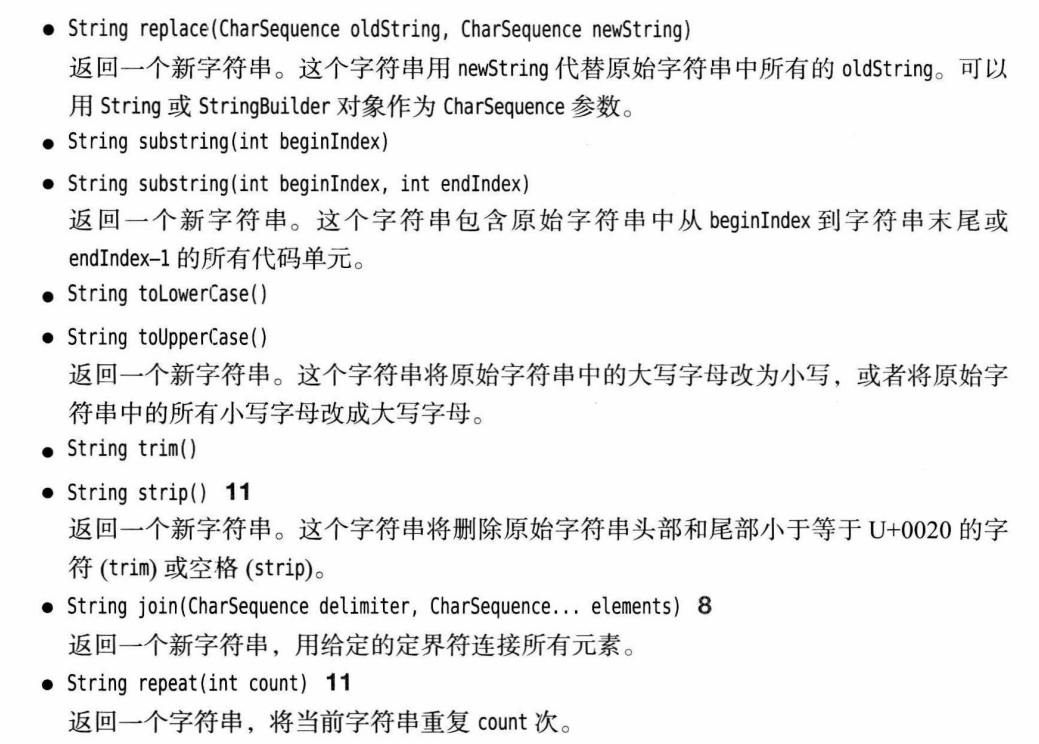 ● String replace(CharSequence oldString, CharSequence newString)
返回一个新字符串。这个字符串用 newString 代替原始字符串中所有的 oldString。可以
用 String 或 StringBuilder 对象作为 CharSequence 参数。
● String substring(int beginIndex)
● String substring(int beginIndex, int endIndex)
返回一个新字符串。这个字符串包含原始字符串中从 beginIndex 到字符串末尾或
endIndex–1 的所有代码单元。
● String toLowerCase()
● String toUpperCase()
返回一个新字符串。这个字符串将原始字符串中的大写字母改为小写，或者将原始字
符串中的所有小写字母改成大写字母。
● String trim()
● String strip() 11
返回一个新字符串。这个字符串将删除原始字符串头部和尾部小于等于 U+0020 的字
符 (trim) 或空格 (strip)。
● String join(CharSequence delimiter, CharSequence... elements) 8
返回一个新字符串，用给定的定界符连接所有元素。
● String repeat(int count) 11
返回一个字符串，将当前字符串重复 count 次。